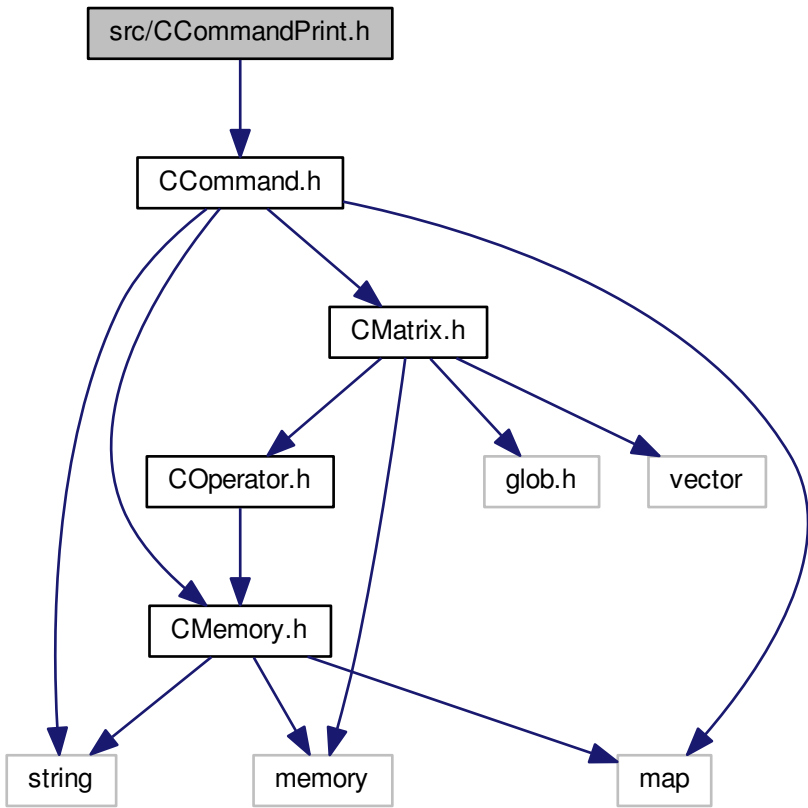 src/CCommandPrint.h
CCommand.h
CMatrix.h
COperator.h
glob.h
vector
CMemory.h
string
memory
map